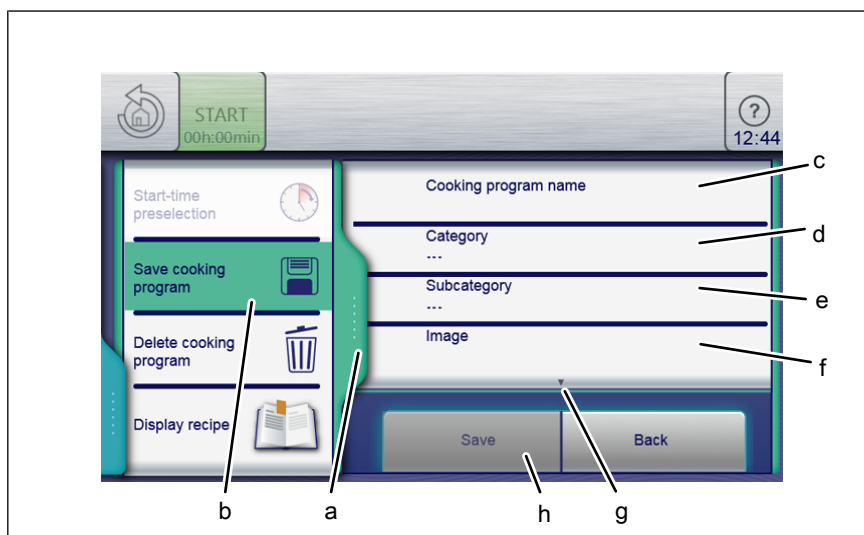 START
00h:00min
?
12:44
Start-time
preselection
Save cooking
program
Delete cooking
program
Display recipe
Cooking program name
Category
---
Subcategory
---
Image
Save
Back
a
b
c
d
e
f
g
h